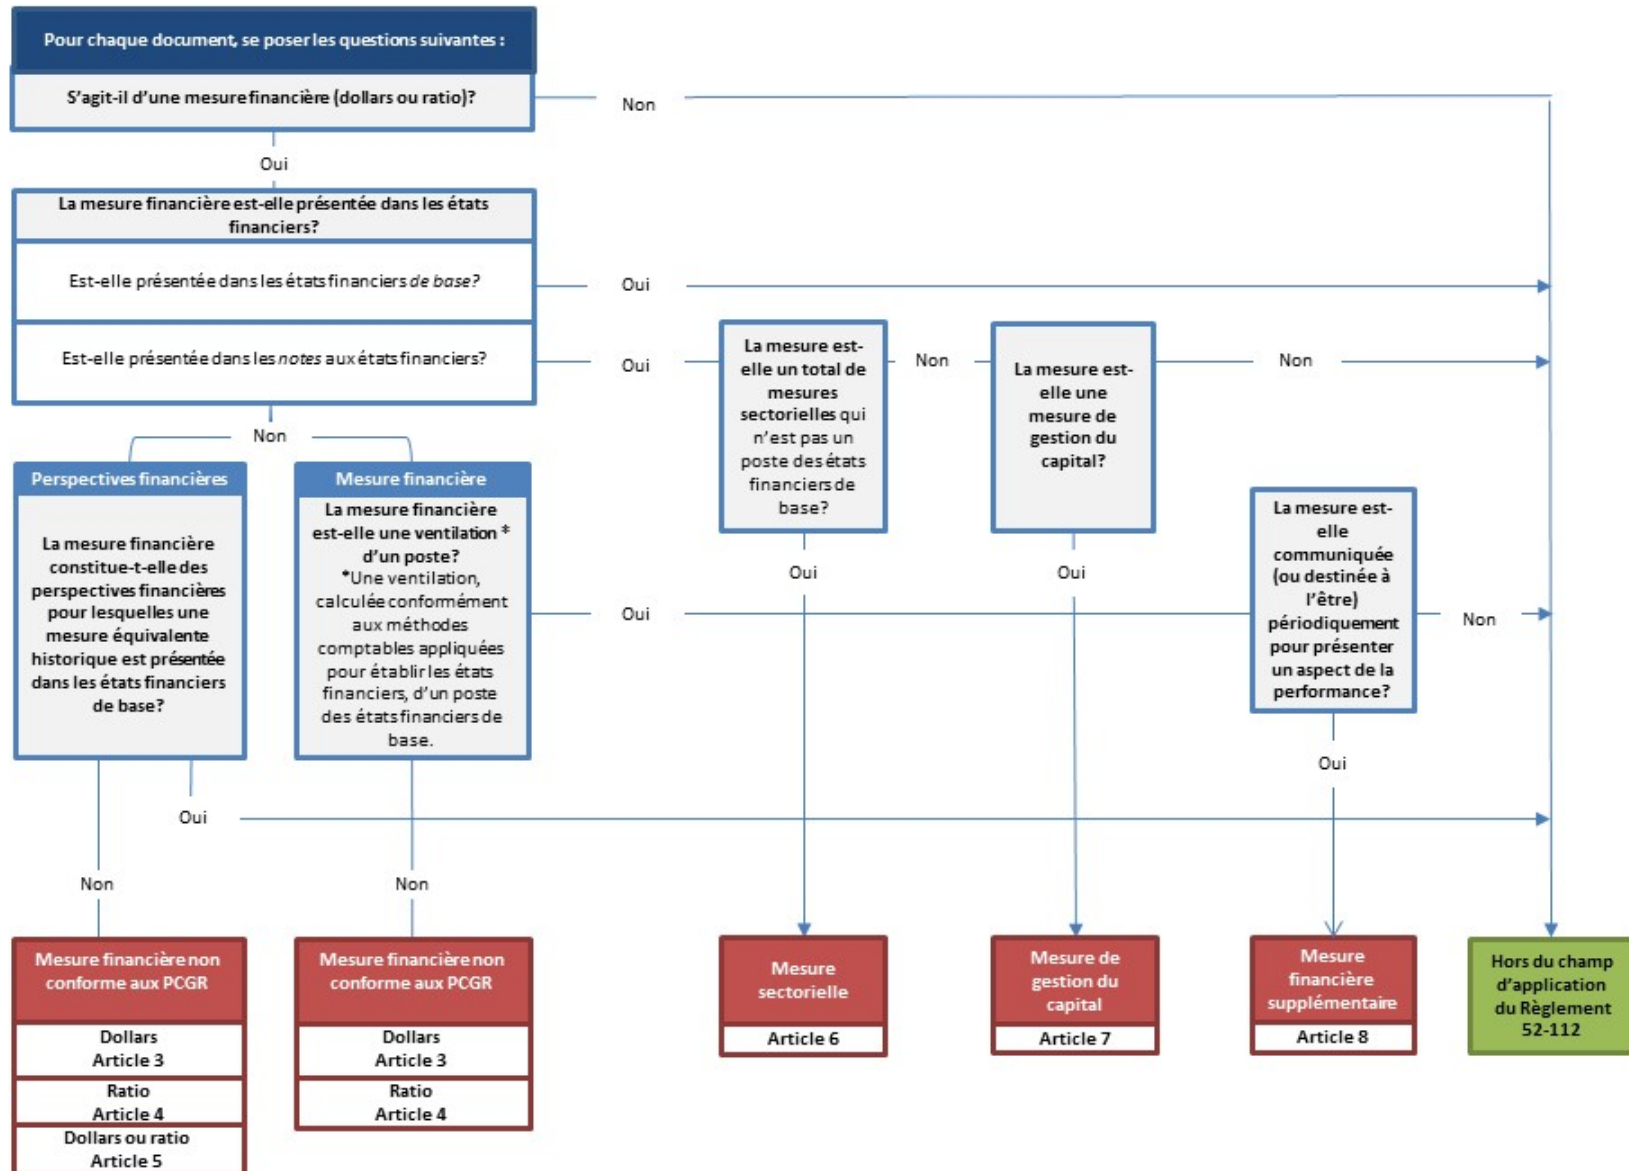 Pour chaque document, se poser les questions suivantes :
S'agit-il d'une mesure financière (dollars ou ratio)?
Non
Oui
La mesure financière est-elle présentée dans les états
financiers?
Est-elle présentée dans les états financiers de base?
Oui
Est-elle présentée dans les notes aux états financiers?
Oui
La mesure est-
elle un total de
mesures
sectorielles qui
n'est pas un
poste des états
financiers de
base?
Non
La mesure est-
elle une
mesure de
gestion du
capital?
Non
Non
Perspectives financières
La mesure financière
constitue-t-elle des
perspectives financières
pour lesquelles une
mesure équivalente
historique est présentée
dans les états financiers
de base?
Mesure financière
La mesure financière
est-elle une ventilation *
d'un poste?
*Une ventilation,
calculée conformément
aux méthodes
comptables appliquées
pour établir les états
financiers, d'un poste
des états financiers de
base.
Oui
Oui
Oui
La mesure est-
elle
communiquée
(ou destinée à
l'être)
périodiquement
pour présenter
un aspect de la
performance?
Non
Oui
Oui
Non
Non
Mesure financière non
conforme aux PCGR
Dollars
Article 3
Ratio
Article 4
Dollars ou ratio
Article 5
Mesure financière non
conforme aux PCGR
Dollars
Article 3
Ratio
Article 4
Mesure
sectorielle
Article 6
Mesure de
gestion du
capital
Article 7
Mesure
financière
supplémentaire
Article 8
Hors du champ
d'application
du Règlement
52-112